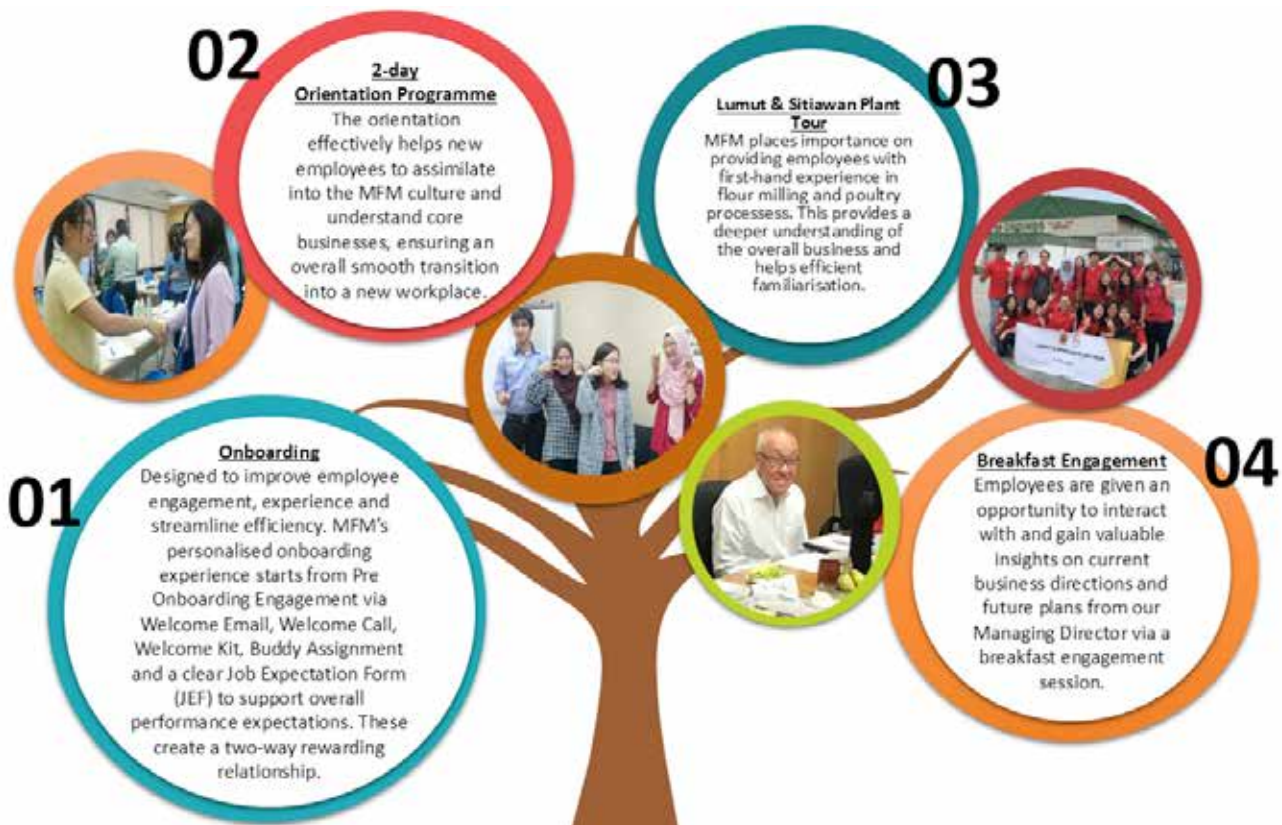 01
Onboarding
Designed to improve employee
engagement, experience and
streamline efficiency. MFM's
personalised onboarding
experience starts from Pre
Onboarding Engagement via
Welcome Email, Welcome Call,
Welcome Kit, Buddy Assignment
and a clear Job Expectation Form
(JEF) to support overall
performance expectations. These
create a two-way rewarding
relationship.
02
2-day
Orientation Programme
The orientation
effectively helps new
employees to assimilate
into the MFM culture and
understand core
businesses, ensuring an
overall smooth transition
into a new workplace.
03
Lumut & Sitiawan Plant
Tour
MFM places importance on
providing employees with
first-hand experience in
flour milling and poultry
processess. This provides a
deeper understanding of
the overall business and
helps efficient
familiarisation.
04
Breakfast Engagement
Employees are given an
opportunity to interact
with and gain valuable
insights on current
business directions and
future plans from our
Managing Director via a
breakfast engagement
session.